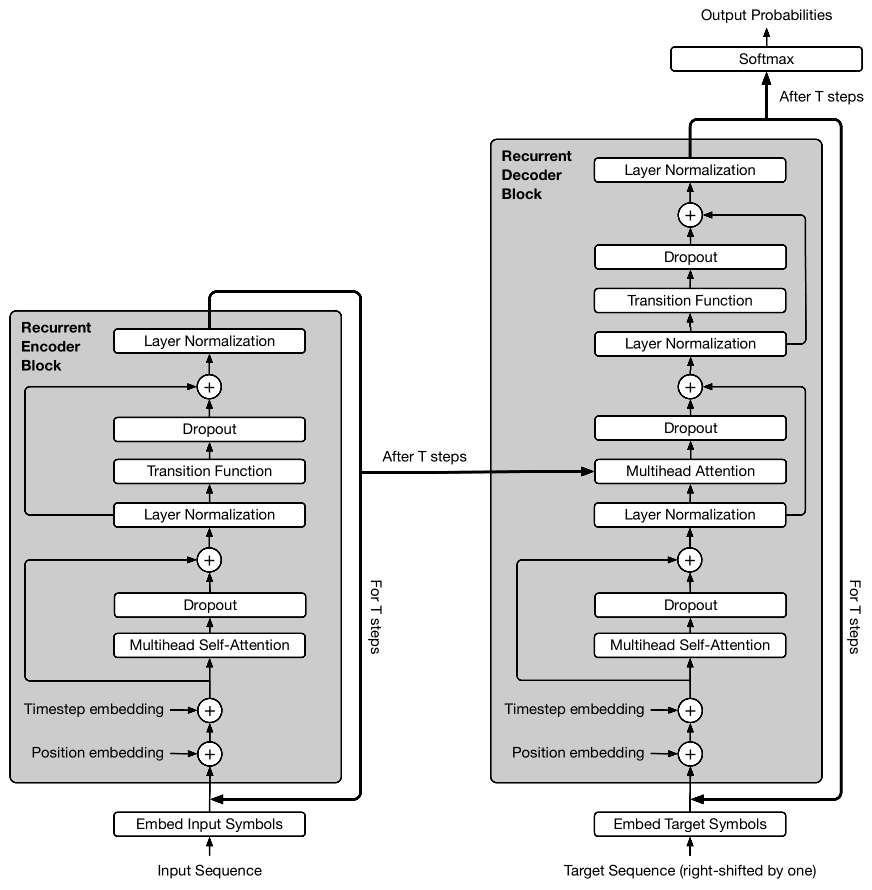 Output Probabilities
Softmax
After T steps
Recurrent
Decoder
Block
Layer Normalization
+
Dropout
Transition Function
Layer Normalization
+
Dropout
Multihead Attention
Layer Normalization
+
Dropout
Multihead Self-Attention
Timestep embedding
+
Position embedding
+
For T steps
Embed Target Symbols
Target Sequence (right-shifted by one)
After T steps
Recurrent
Encoder
Block
Layer Normalization
+
Dropout
Transition Function
Layer Normalization
+
Dropout
Multihead Self-Attention
Timestep embedding
+
Position embedding
+
For T steps
Embed Input Symbols
Input Sequence